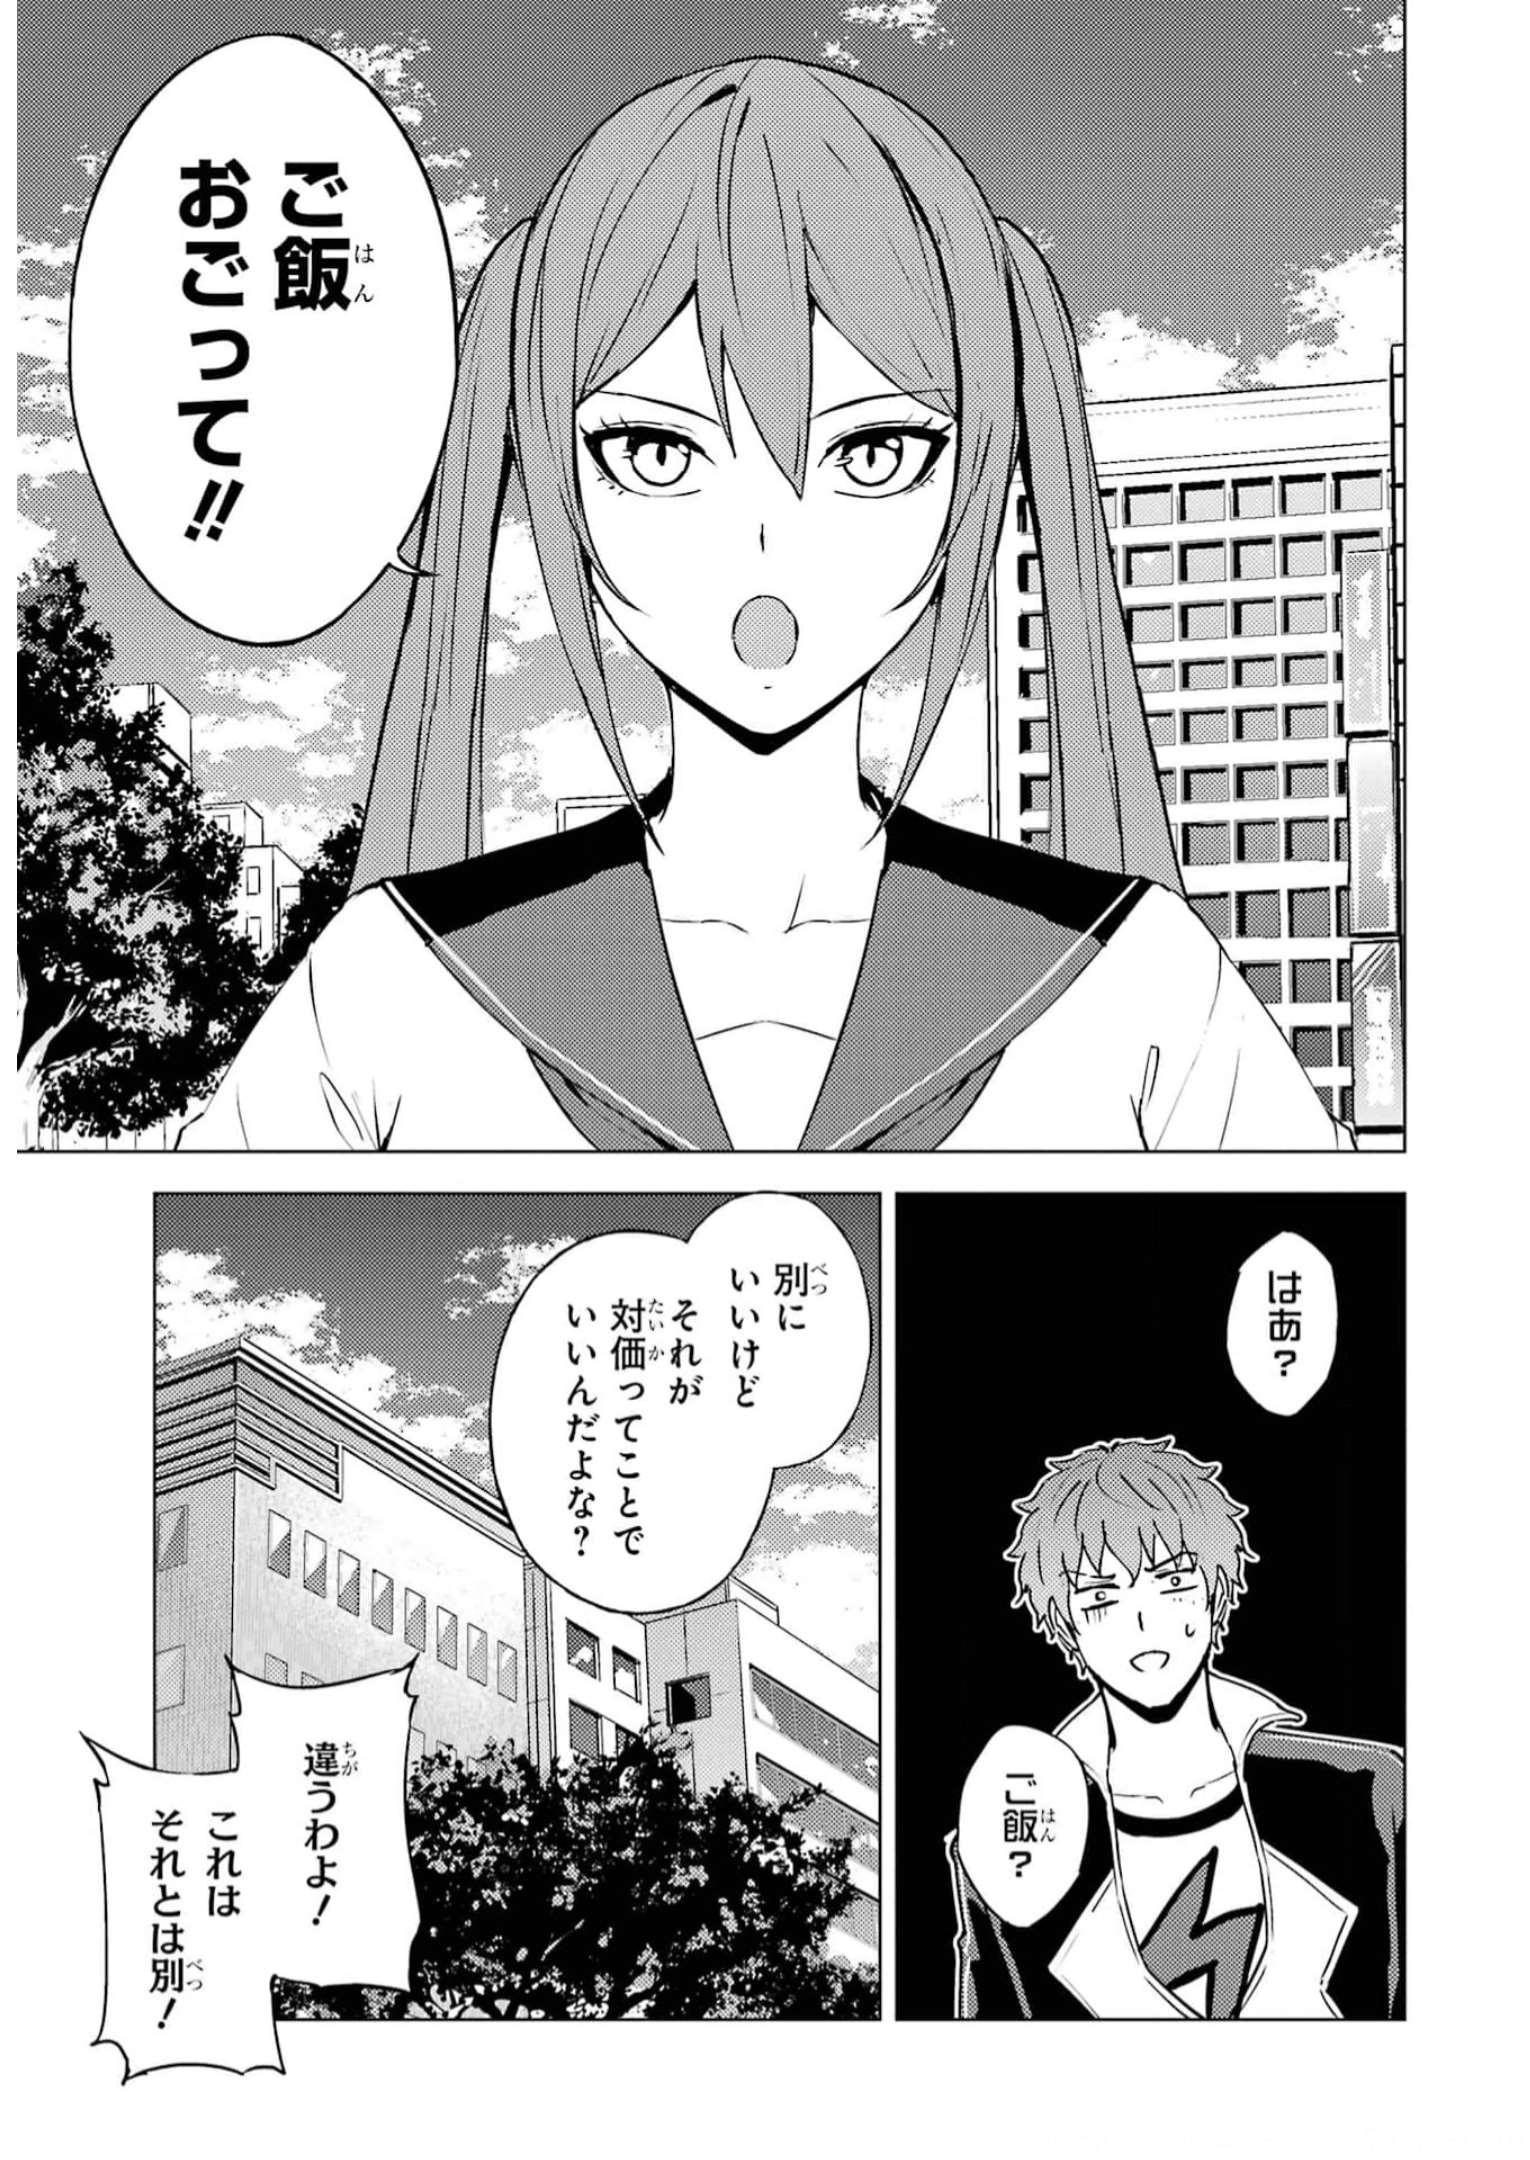 ご飯
おごって!!
はあ?
ご飯?
別に
いいけど
それが
対価ってことで
いいんだよな?
違うわよ!
これは
それとは別!